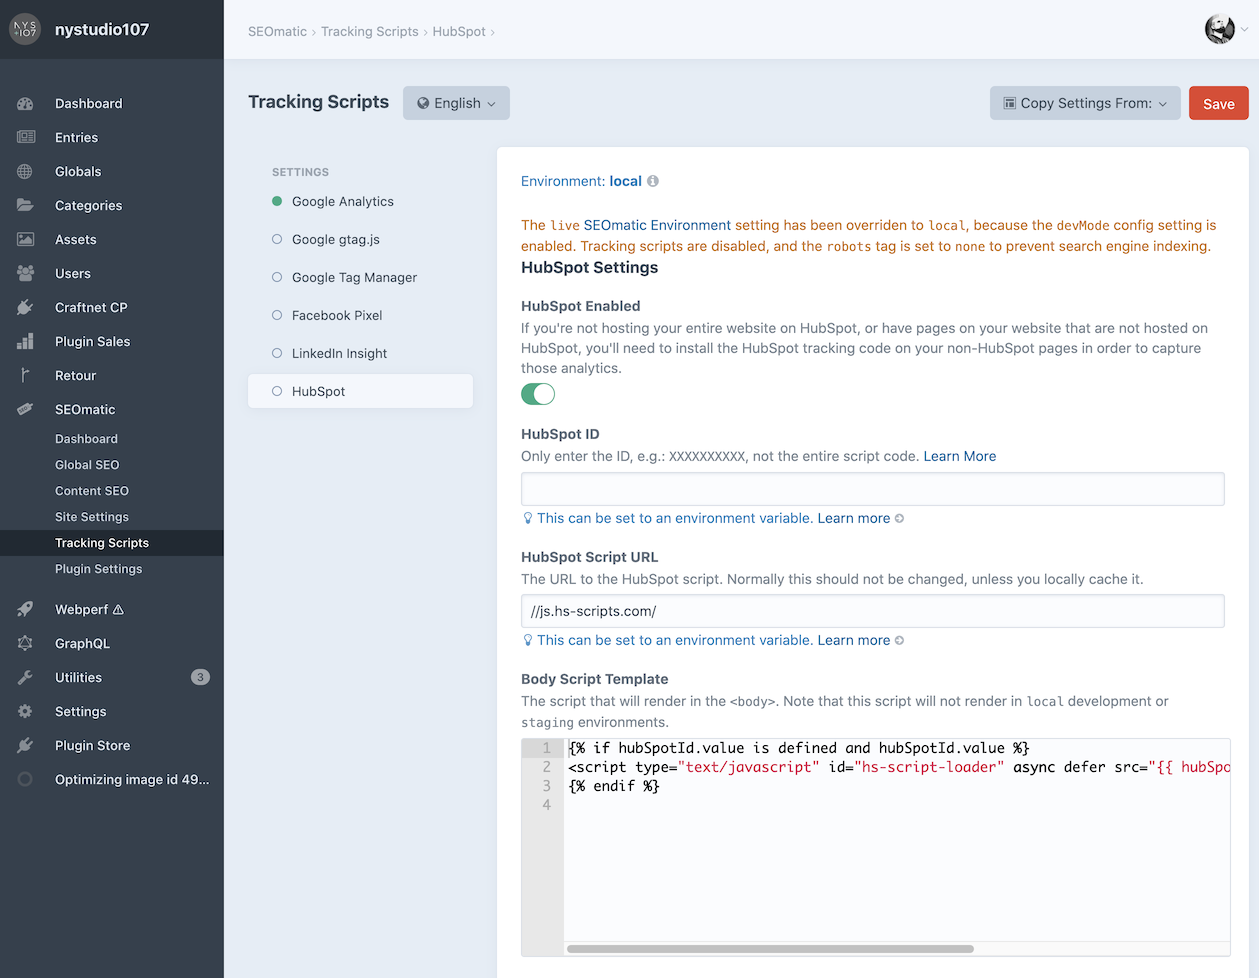 NYS
+107
nystudio107
SEOmatic › Tracking Scripts › HubSpot ›
Dashboard
Entries
Globals
Categories
Assets
Users
Craftnet CP
Plugin Sales
Retour
SEOmatic
Dashboard
Global SEO
Content SEO
Site Settings
Tracking Scripts
Plugin Settings
Webperf ⚠
GraphQL
Utilities 3
Settings
Plugin Store
Optimizing image id 49...
Tracking Scripts
English
Copy Settings From:
Save
SETTINGS
Google Analytics
Google gtag.js
Google Tag Manager
Facebook Pixel
LinkedIn Insight
HubSpot
Environment: local
The live SEOmatic Environment setting has been overriden to local, because the devMode config setting is
enabled. Tracking scripts are disabled, and the robots tag is set to none to prevent search engine indexing.
HubSpot Settings
HubSpot Enabled
If you're not hosting your entire website on HubSpot, or have pages on your website that are not hosted on
HubSpot, you'll need to install the HubSpot tracking code on your non-HubSpot pages in order to capture
those analytics.
HubSpot ID
Only enter the ID, e.g.: XXXXXXXXXX, not the entire script code. Learn More
This can be set to an environment variable. Learn more
HubSpot Script URL
The URL to the HubSpot script. Normally this should not be changed, unless you locally cache it.
//js.hs-scripts.com/
This can be set to an environment variable. Learn more
Body Script Template
The script that will render in the <body>. Note that this script will not render in local development or
staging environments.
1 {% if hubSpotId.value is defined and hubSpotId.value %}
2 <script type="text/javascript" id="hs-script-loader" async defer src="{{ hubSpo
3 {% endif %}
4